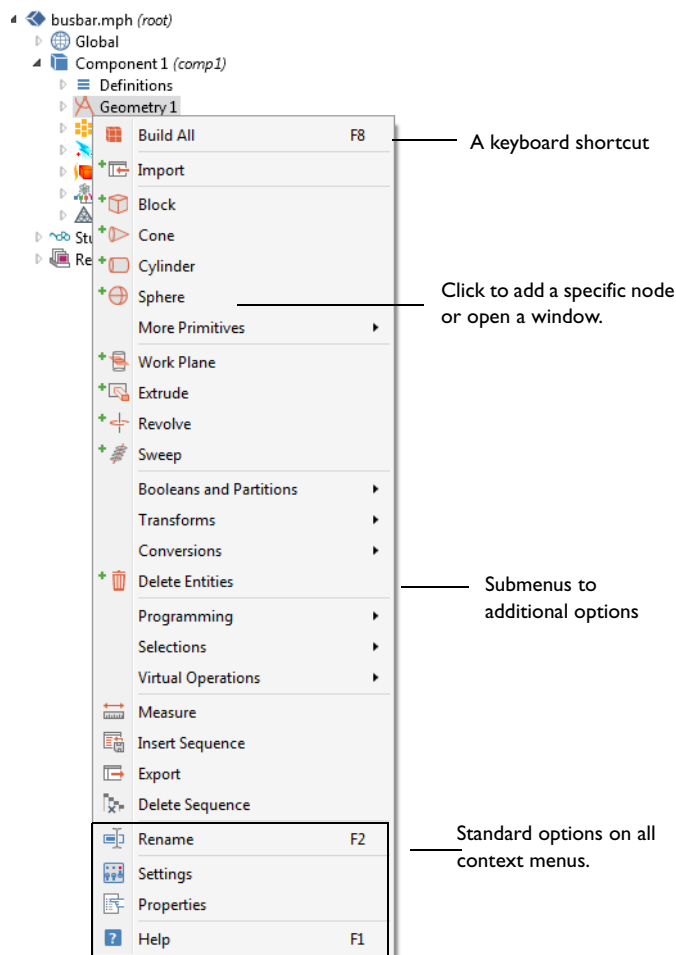 busbar.mph (root)
Global
Component 1 (comp1)
Definitions
Geometry 1
Build All F8
A keyboard shortcut
Import
Block
Stu
Cone
Re
Cylinder
Sphere
Click to add a specific node
or open a window.
More Primitives
Work Plane
Extrude
Revolve
Sweep
Booleans and Partitions
Transforms
Conversions
Delete Entities
Submenus to
additional options
Programming
Selections
Virtual Operations
Measure
Insert Sequence
Export
Delete Sequence
Rename F2
Standard options on all
context menus.
Settings
Properties
Help F1